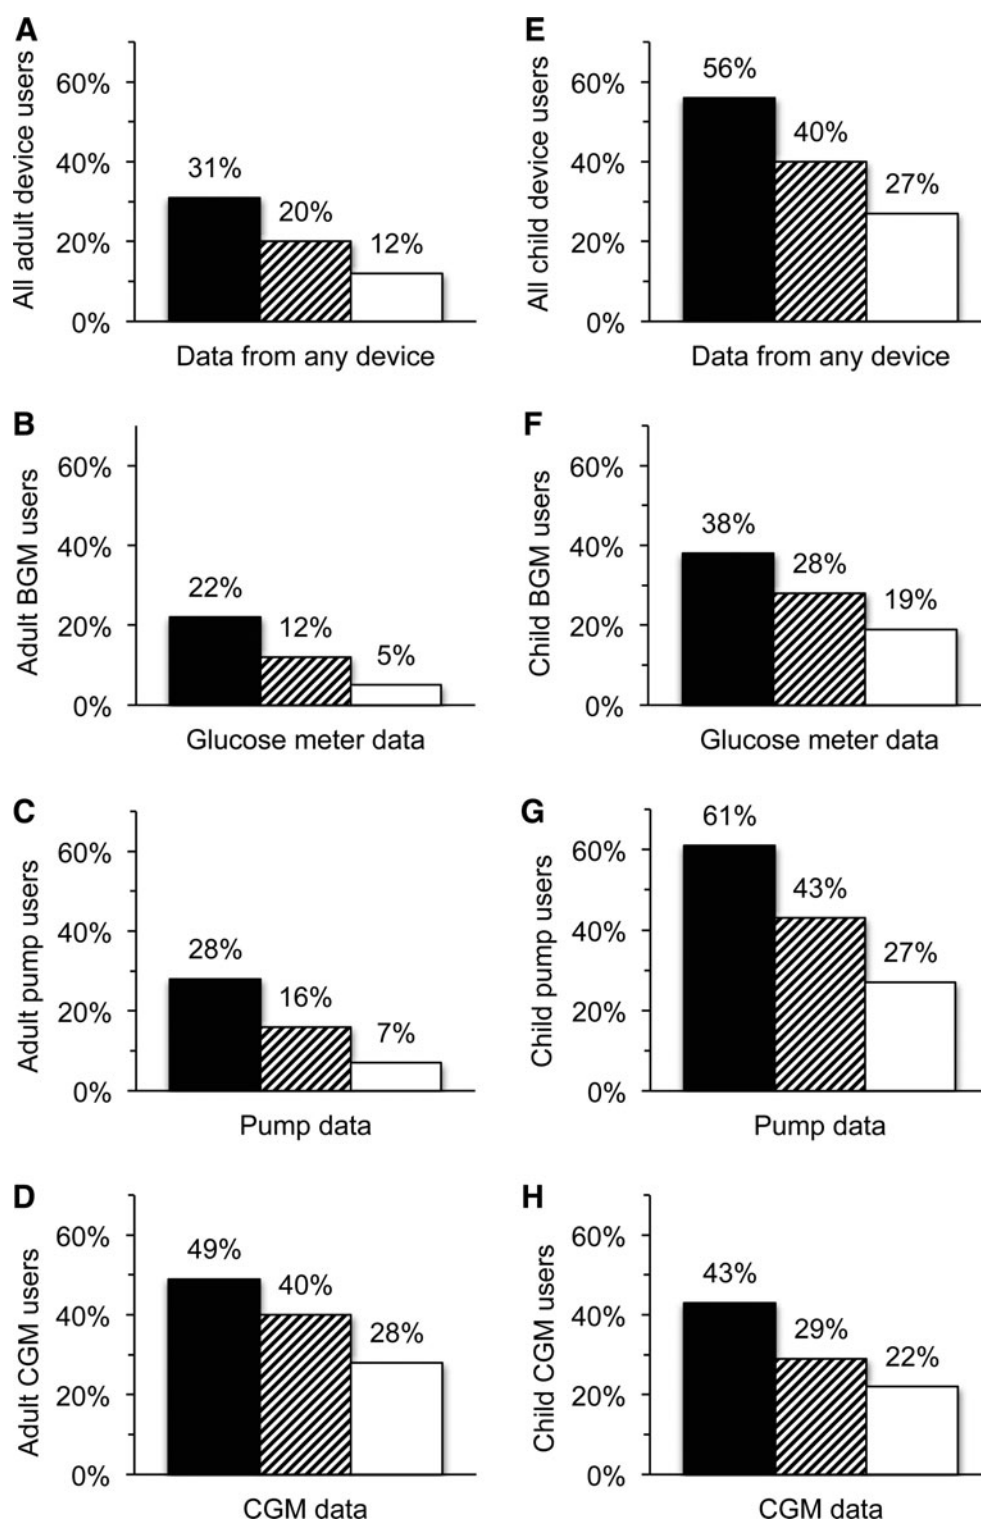 A
All adult device users
60%
40%
20%
0%
31%
20%
12%
Data from any device
E
All child device users
60%
40%
20%
0%
56%
40%
27%
Data from any device
B
Adult BGM users
60%
40%
20%
0%
22%
12%
5%
Glucose meter data
F
Child BGM users
60%
40%
20%
0%
38%
28%
19%
Glucose meter data
C
Adult pump users
60%
40%
20%
0%
28%
16%
7%
Pump data
G
Child pump users
60%
40%
20%
0%
61%
43%
27%
Pump data
D
Adult CGM users
60%
40%
20%
0%
49%
40%
28%
CGM data
H
Child CGM users
60%
40%
20%
0%
43%
29%
22%
CGM data